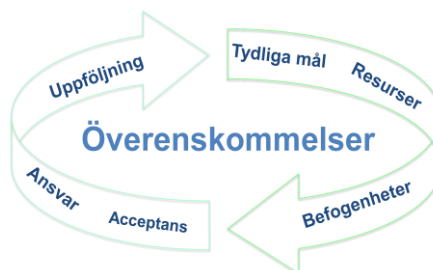 Uppföljning
Tydliga mål
Resurser
Överenskommelser
Ansvar
Acceptans
Befogenheter